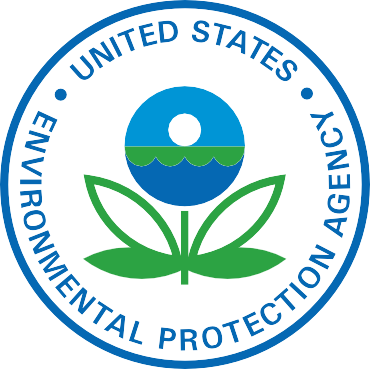 UNITED STATES
ENVIRONMENTAL PROTECTION AGENCY